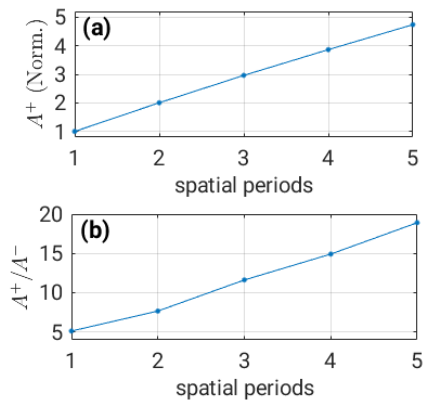 (a)
A⁺ (Norm.)
5
4
3
2
1
1 2 3 4 5
spatial periods
(b)
A⁺/A⁻
20
15
10
5
1 2 3 4 5
spatial periods